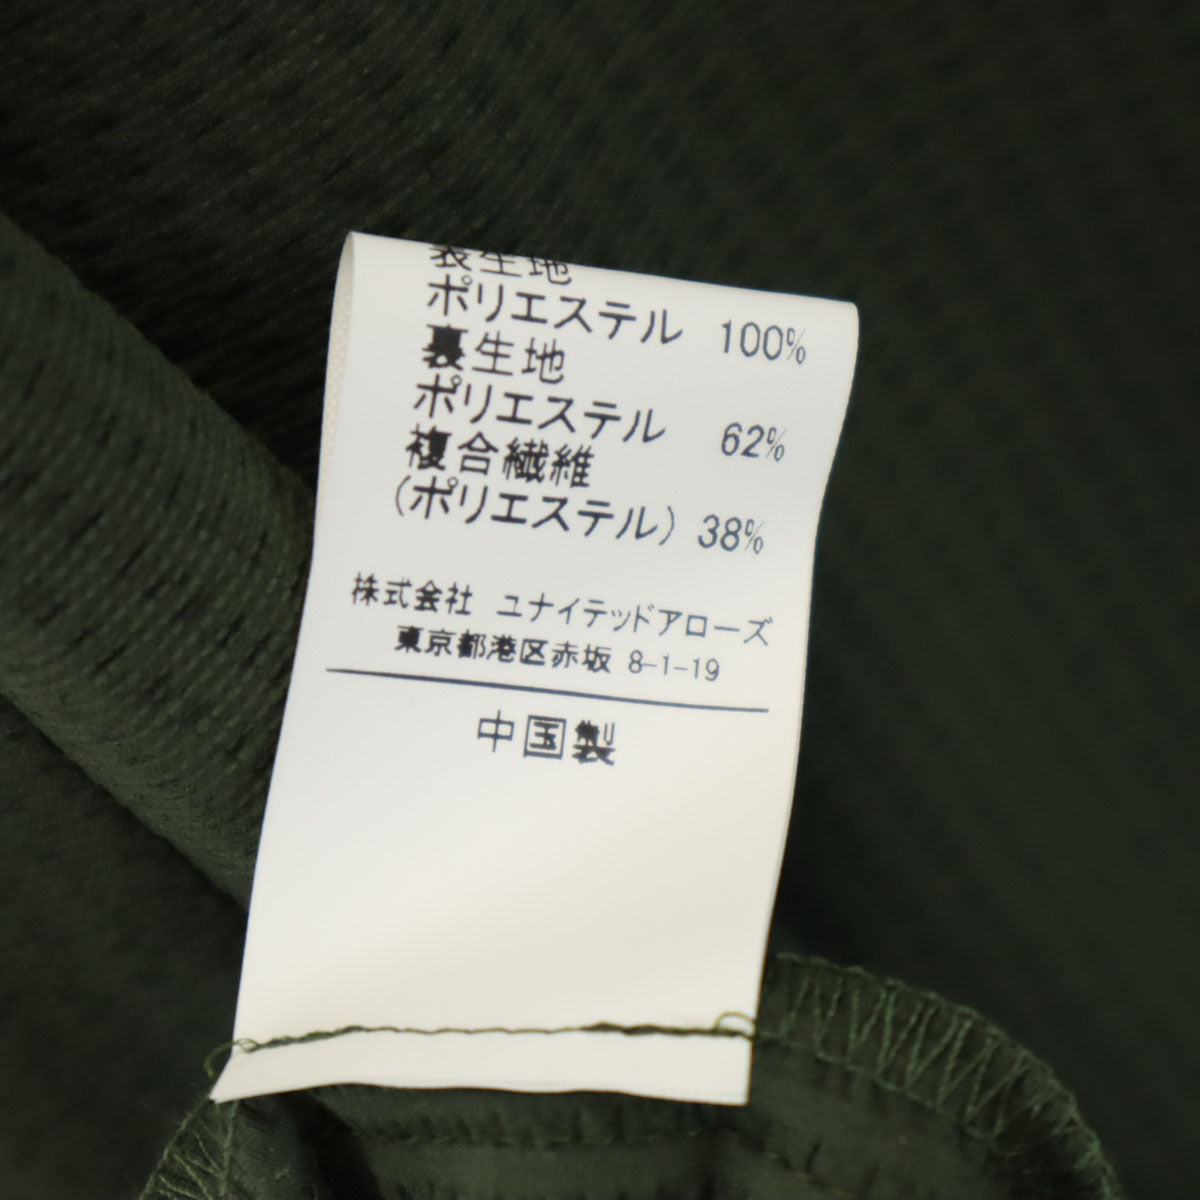 表生地
ポリエステル 100%
裏生地
ポリエステル 62%
複合繊維
(ポリエステル) 38%
株式会社 ユナイテッドアローズ
東京都港区赤坂 8-1-19
中国製